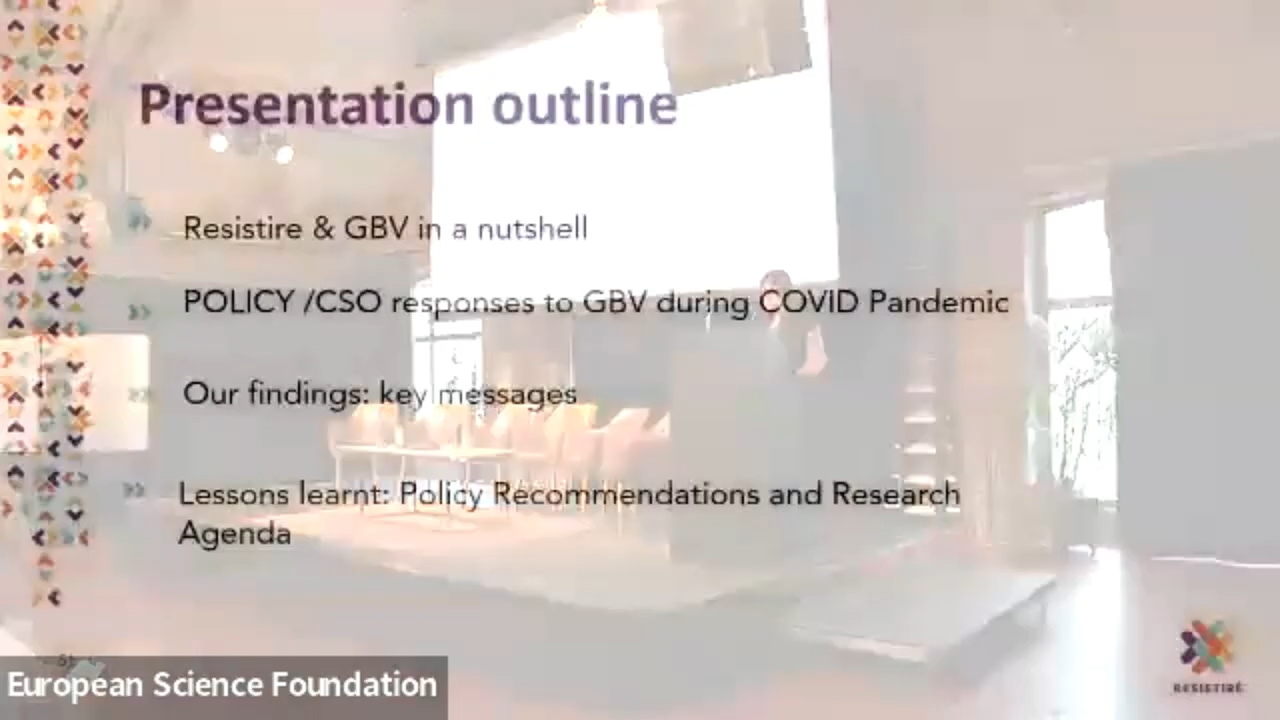 Presentation outline
Resistire & GBV in a nutshell
POLICY /CSO responses to GBV during COVID Pandemic
Our findings: key messages
Lessons learnt: Policy Recommendations and Research
Agenda
European Science Foundation
RESISTIRÉ